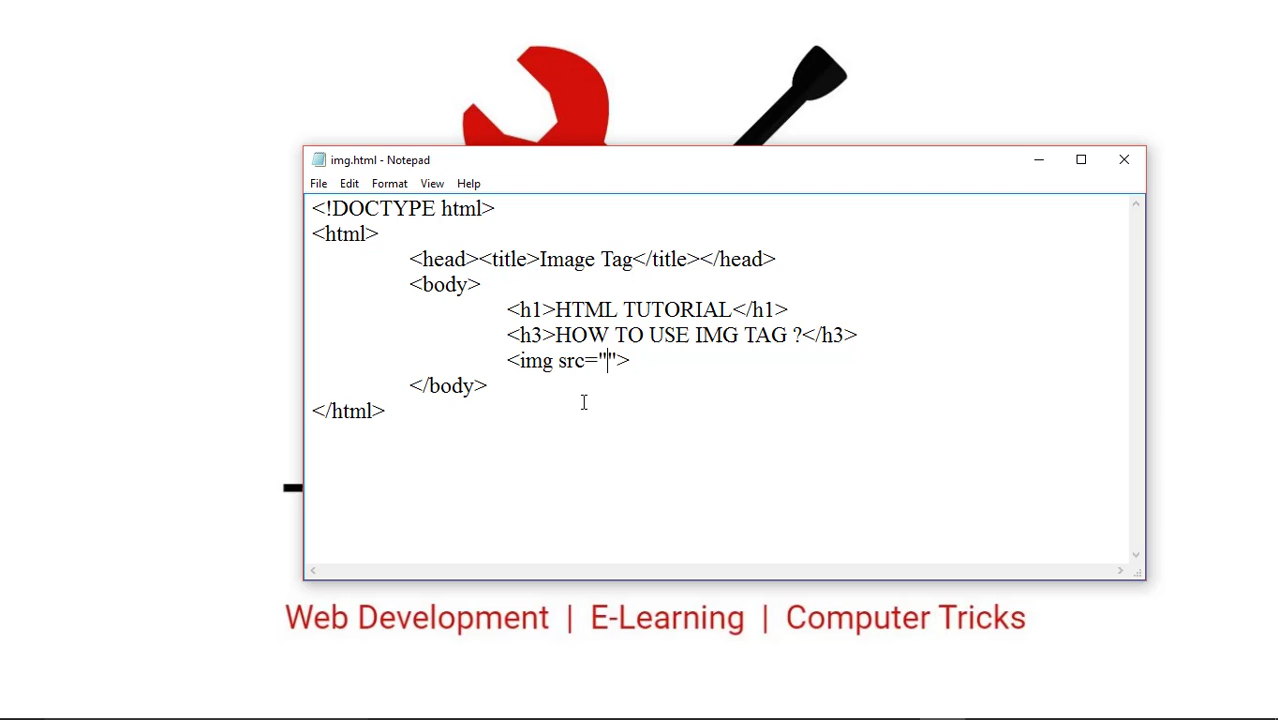 img.html - Notepad
File Edit Format View Help
<!DOCTYPE html>
<html>
<head><title>Image Tag</title></head>
<body>
<h1>HTML TUTORIAL</h1>
<h3>HOW TO USE IMG TAG ?</h3>
<img src="">
</body>
</html>
Web Development | E-Learning | Computer Tricks